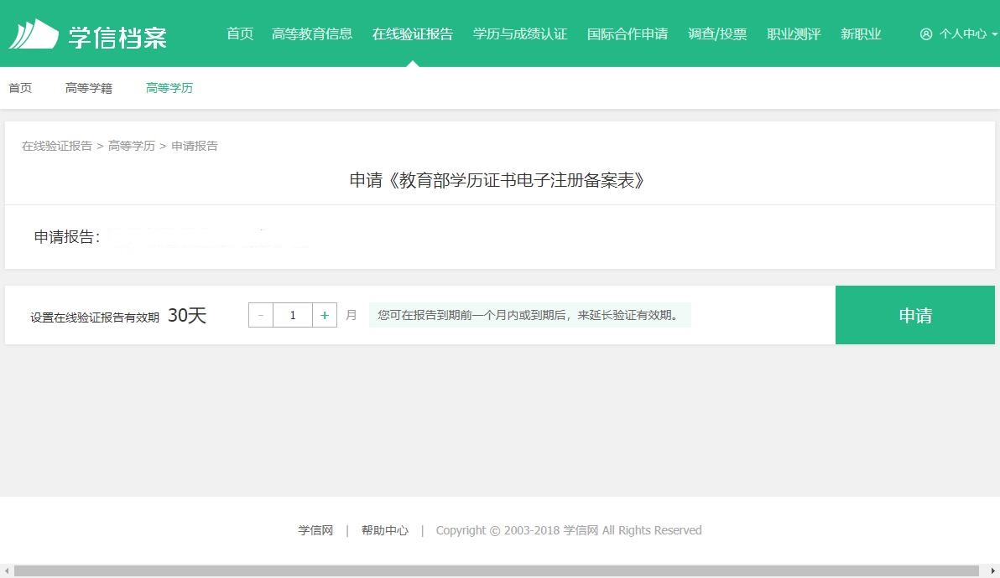 学信档案 首页 高等教育信息 在线验证报告 学历与成绩认证 国际合作申请 调查/投票 职业测评 新职业 个人中心
首页 高等学籍 高等学历
在线验证报告 > 高等学历 > 申请报告
申请《教育部学历证书电子注册备案表》
申请报告：
设置在线验证报告有效期 30天 - 1 + 月 您可在报告到期前一个月内或到期后，来延长验证有效期。 申请
学信网 | 帮助中心 | Copyright © 2003-2018 学信网 All Rights Reserved